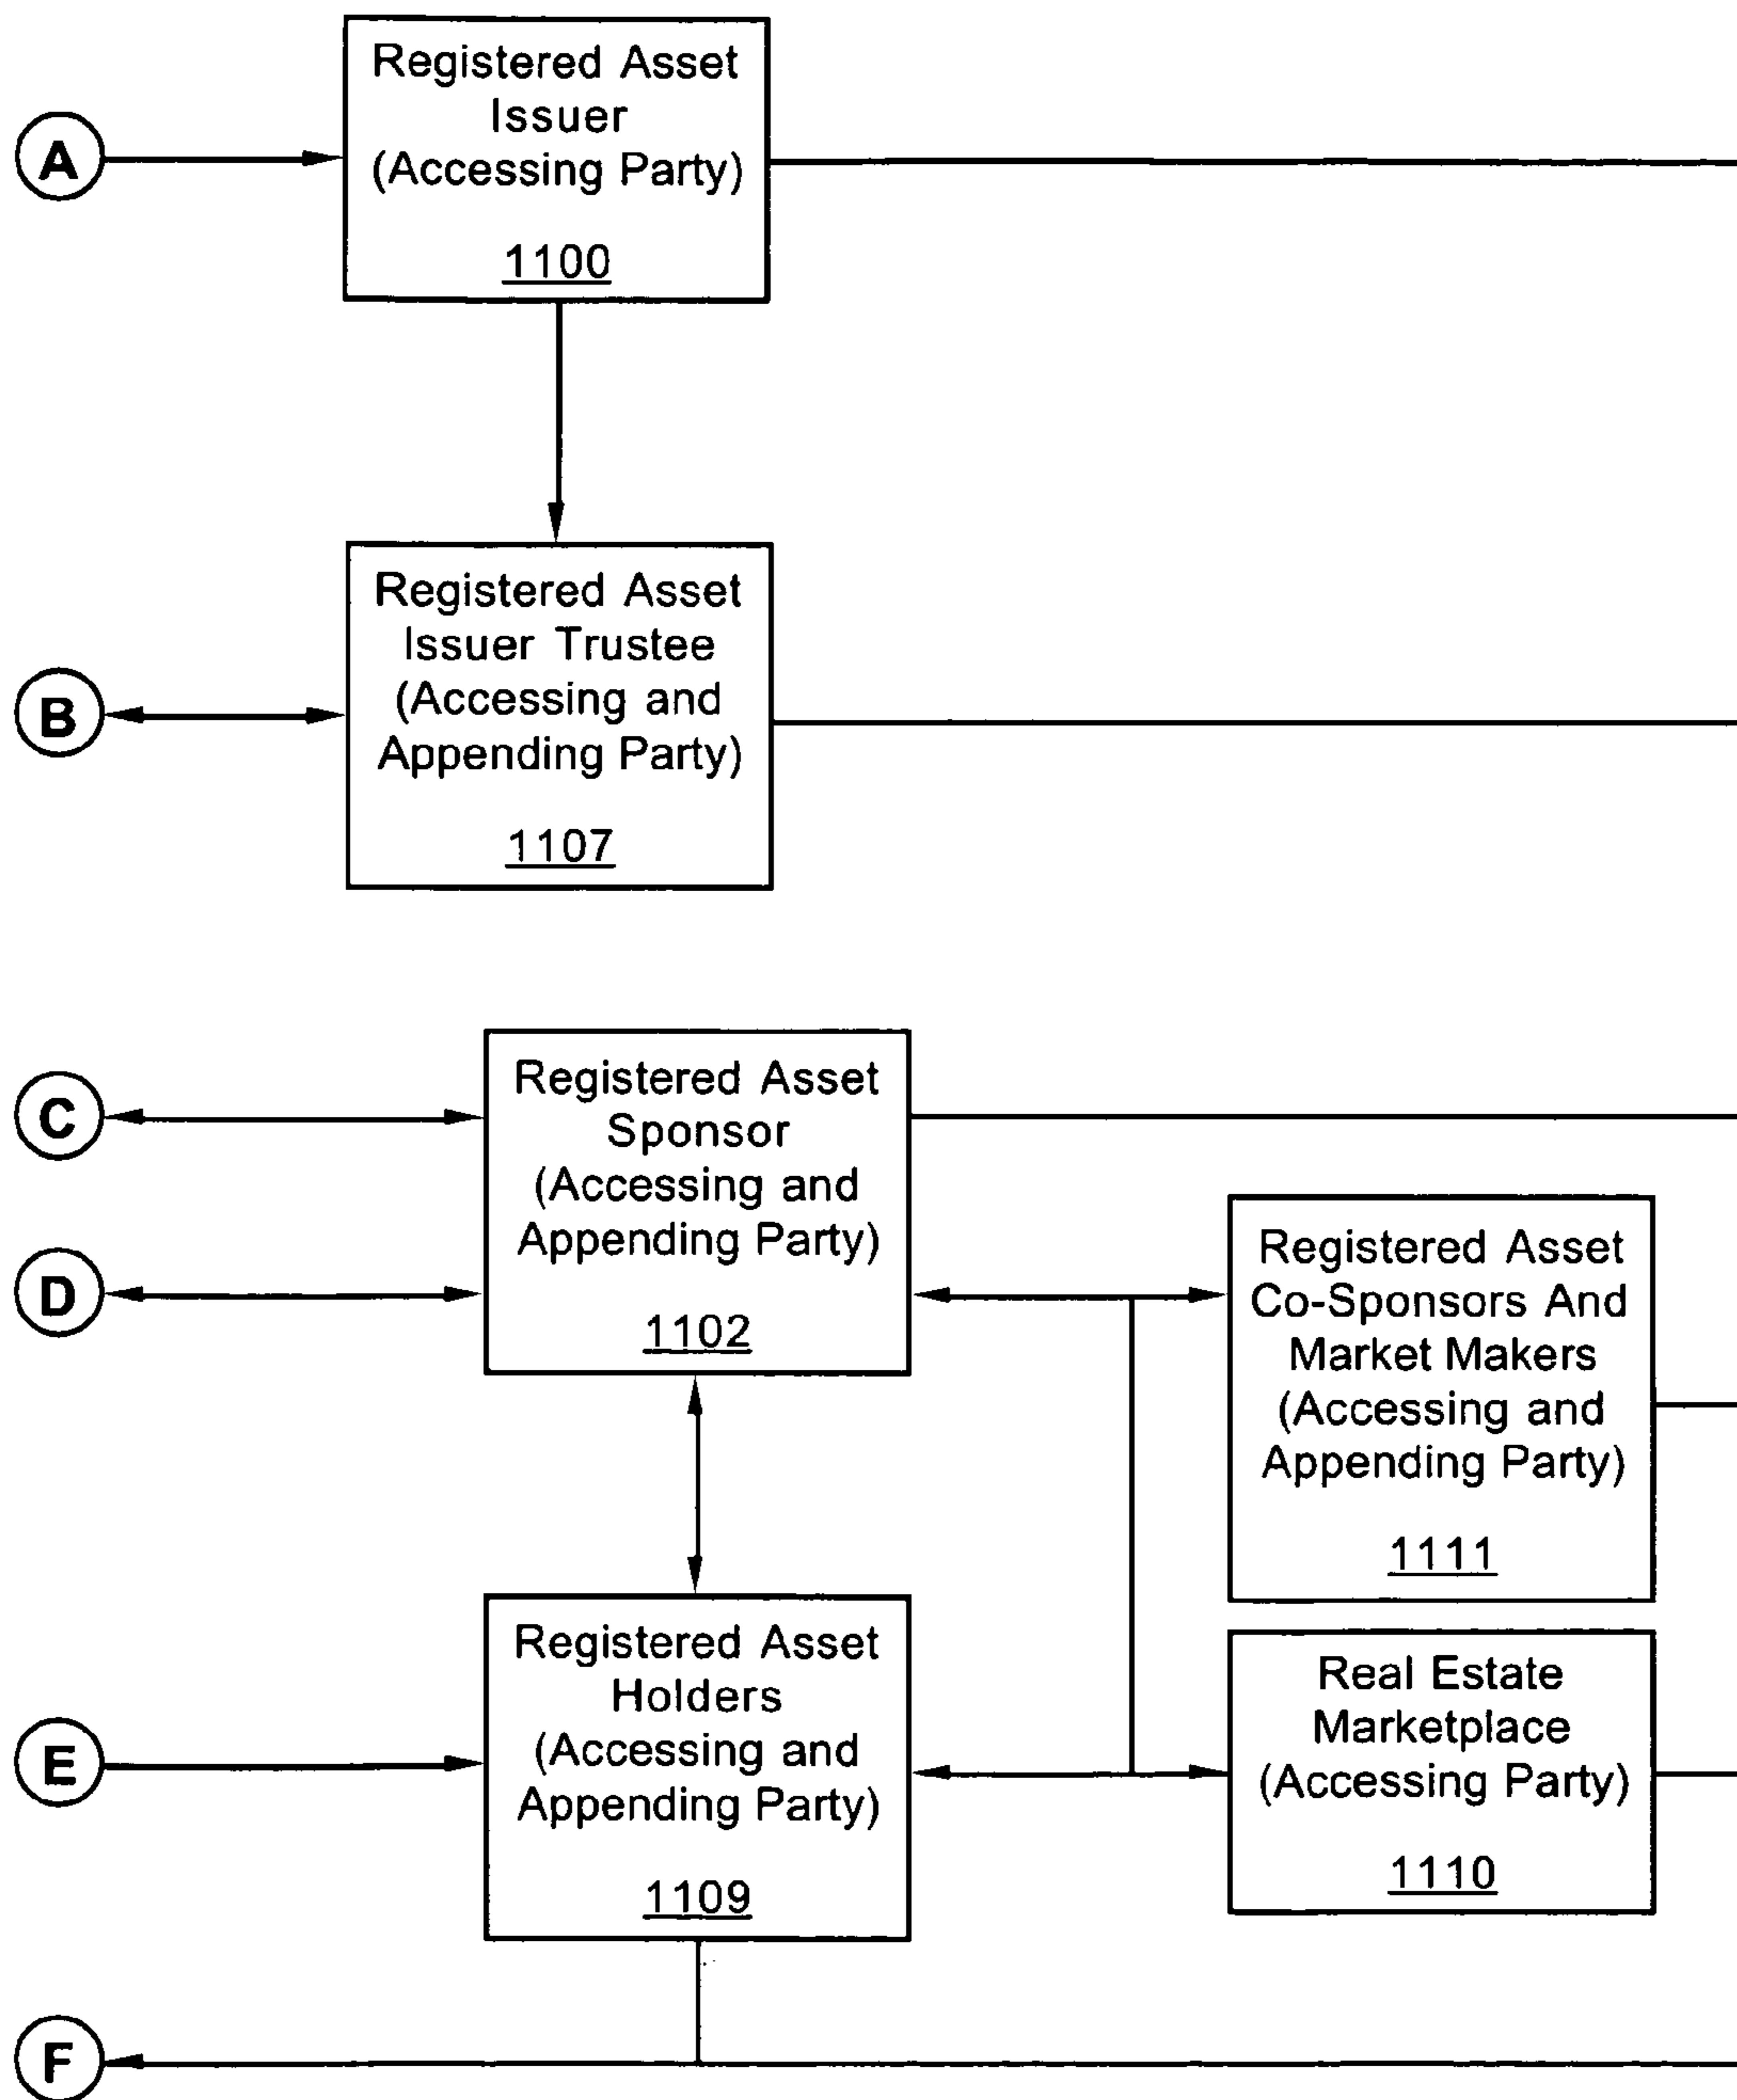 A
Registered Asset
Issuer
(Accessing Party)
1100
B
Registered Asset
Issuer Trustee
(Accessing and
Appending Party)
1107
C
D
Registered Asset
Sponsor
(Accessing and
Appending Party)
1102
Registered Asset
Co-Sponsors And
Market Makers
(Accessing and
Appending Party)
1111
E
Registered Asset
Holders
(Accessing and
Appending Party)
1109
Real Estate
Marketplace
(Accessing Party)
1110
F